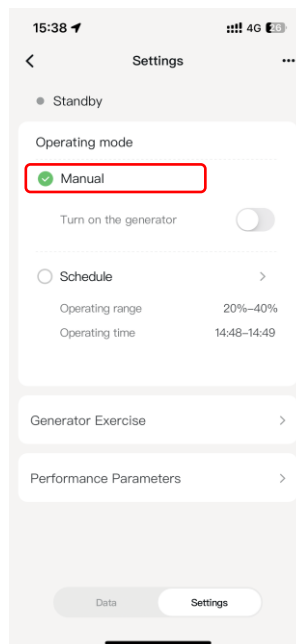 15:38 4G 26
Settings
Standby
Operating mode
Manual
Turn on the generator
Schedule
Operating range 20%–40%
Operating time 14:48–14:49
Generator Exercise
Performance Parameters
Data Settings